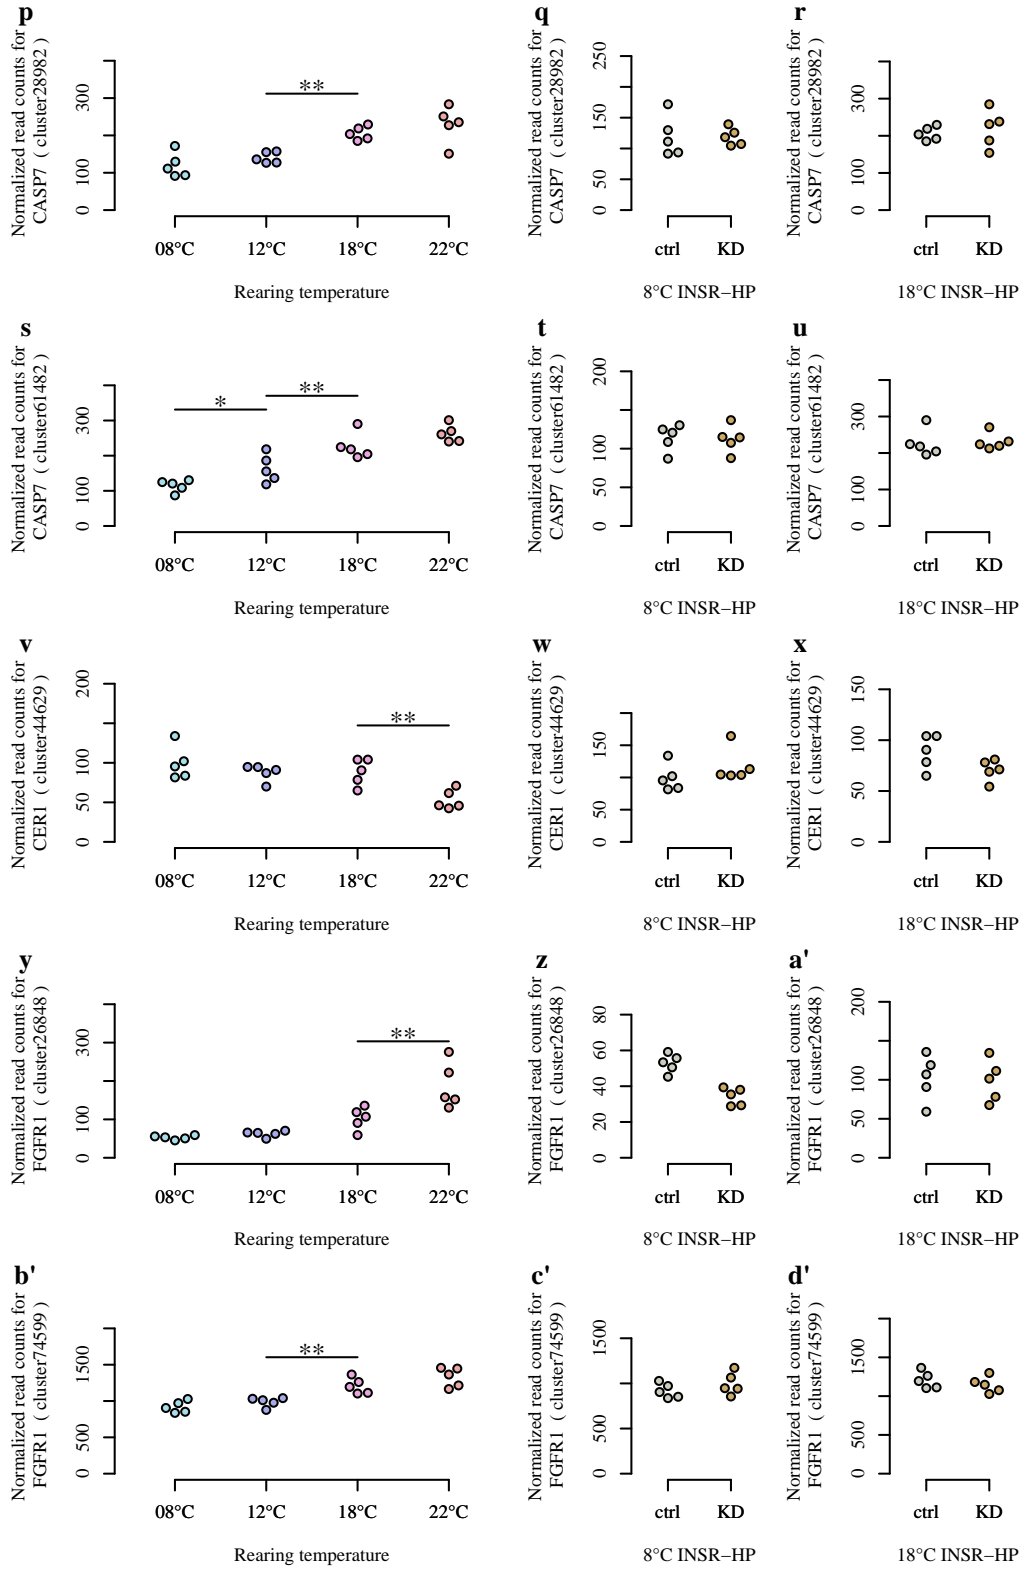 p
Normalized read counts for
CASP7 ( cluster28982 )
0
100
300
**
08°C
12°C
18°C
22°C
Rearing temperature
q
Normalized read counts for
CASP7 ( cluster28982 )
0
50
150
250
ctrl
KD
8°C INSR−HP
r
Normalized read counts for
CASP7 ( cluster28982 )
0
100
300
ctrl
KD
18°C INSR−HP
s
Normalized read counts for
CASP7 ( cluster61482 )
0
100
300
*
**
08°C
12°C
18°C
22°C
Rearing temperature
t
Normalized read counts for
CASP7 ( cluster61482 )
0
50
100
200
ctrl
KD
8°C INSR−HP
u
Normalized read counts for
CASP7 ( cluster61482 )
0
100
300
ctrl
KD
18°C INSR−HP
v
Normalized read counts for
CER1 ( cluster44629 )
0
50
100
200
**
08°C
12°C
18°C
22°C
Rearing temperature
w
Normalized read counts for
CER1 ( cluster44629 )
0
50
150
ctrl
KD
8°C INSR−HP
x
Normalized read counts for
CER1 ( cluster44629 )
0
50
100
150
ctrl
KD
18°C INSR−HP
y
Normalized read counts for
FGFR1 ( cluster26848 )
0
100
300
**
08°C
12°C
18°C
22°C
Rearing temperature
z
Normalized read counts for
FGFR1 ( cluster26848 )
0
20
40
60
80
ctrl
KD
8°C INSR−HP
a'
Normalized read counts for
FGFR1 ( cluster26848 )
0
50
100
200
ctrl
KD
18°C INSR−HP
b'
Normalized read counts for
FGFR1 ( cluster74599 )
0
500
1500
**
08°C
12°C
18°C
22°C
Rearing temperature
c'
Normalized read counts for
FGFR1 ( cluster74599 )
0
500
1500
ctrl
KD
8°C INSR−HP
d'
Normalized read counts for
FGFR1 ( cluster74599 )
0
500
1500
ctrl
KD
18°C INSR−HP